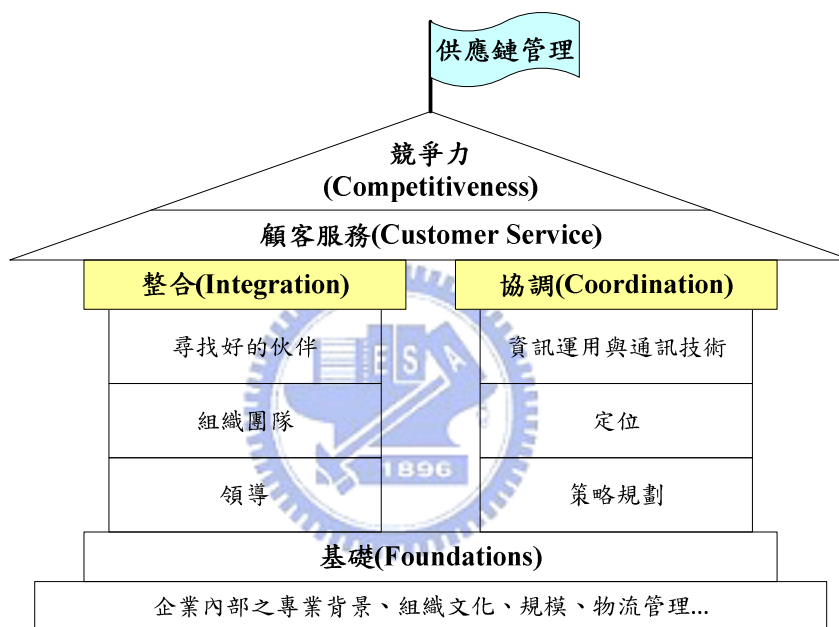 供應鏈管理
競爭力
(Competitiveness)
顧客服務(Customer Service)
整合(Integration)
協調(Coordination)
尋找好的伙伴
資訊運用與通訊技術
組織團隊
定位
領導
策略規劃
E S A
1896
基礎(Foundations)
企業內部之專業背景、組織文化、規模、物流管理...